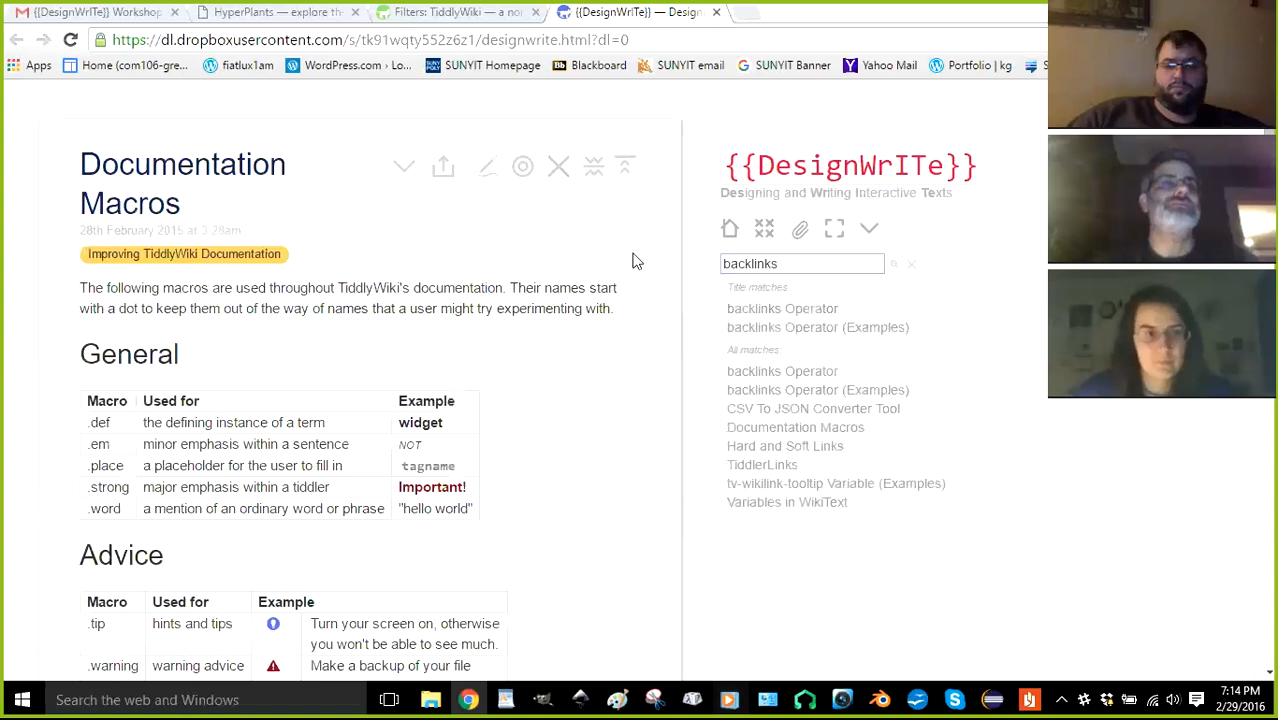 {{DesignWrITe}} Workshop
HyperPlants — explore th
Filters: TiddlyWiki — a no
{{DesignWrITe}} — Design
https://dl.dropboxusercontent.com/s/tk91wqty552z6z1/designwrite.html?dl=0
Apps
Home (com106-gre...
fiatlux1am
WordPress.com › Lo...
SUNYIT Homepage
Bb Blackboard
SUNYIT email
SUNYIT Banner
Yahoo Mail
Portfolio | kg
Documentation
Macros
28th February 2015 at 3:28am
Improving TiddlyWiki Documentation
The following macros are used throughout TiddlyWiki's documentation. Their names start
with a dot to keep them out of the way of names that a user might try experimenting with.
General
Macro Used for Example
.def the defining instance of a term widget
.em minor emphasis within a sentence NOT
.place a placeholder for the user to fill in tagname
.strong major emphasis within a tiddler Important!
.word a mention of an ordinary word or phrase "hello world"
Advice
Macro Used for Example
.tip hints and tips Turn your screen on, otherwise
you won't be able to see much.
.warning warning advice Make a backup of your file
{{DesignWrITe}}
Designing and Writing Interactive Texts
backlinks
Title matches
backlinks Operator
backlinks Operator (Examples)
All matches:
backlinks Operator
backlinks Operator (Examples)
CSV To JSON Converter Tool
Documentation Macros
Hard and Soft Links
TiddlerLinks
tv-wikilink-tooltip Variable (Examples)
Variables in WikiText
Search the web and Windows
7:14 PM
2/29/2016